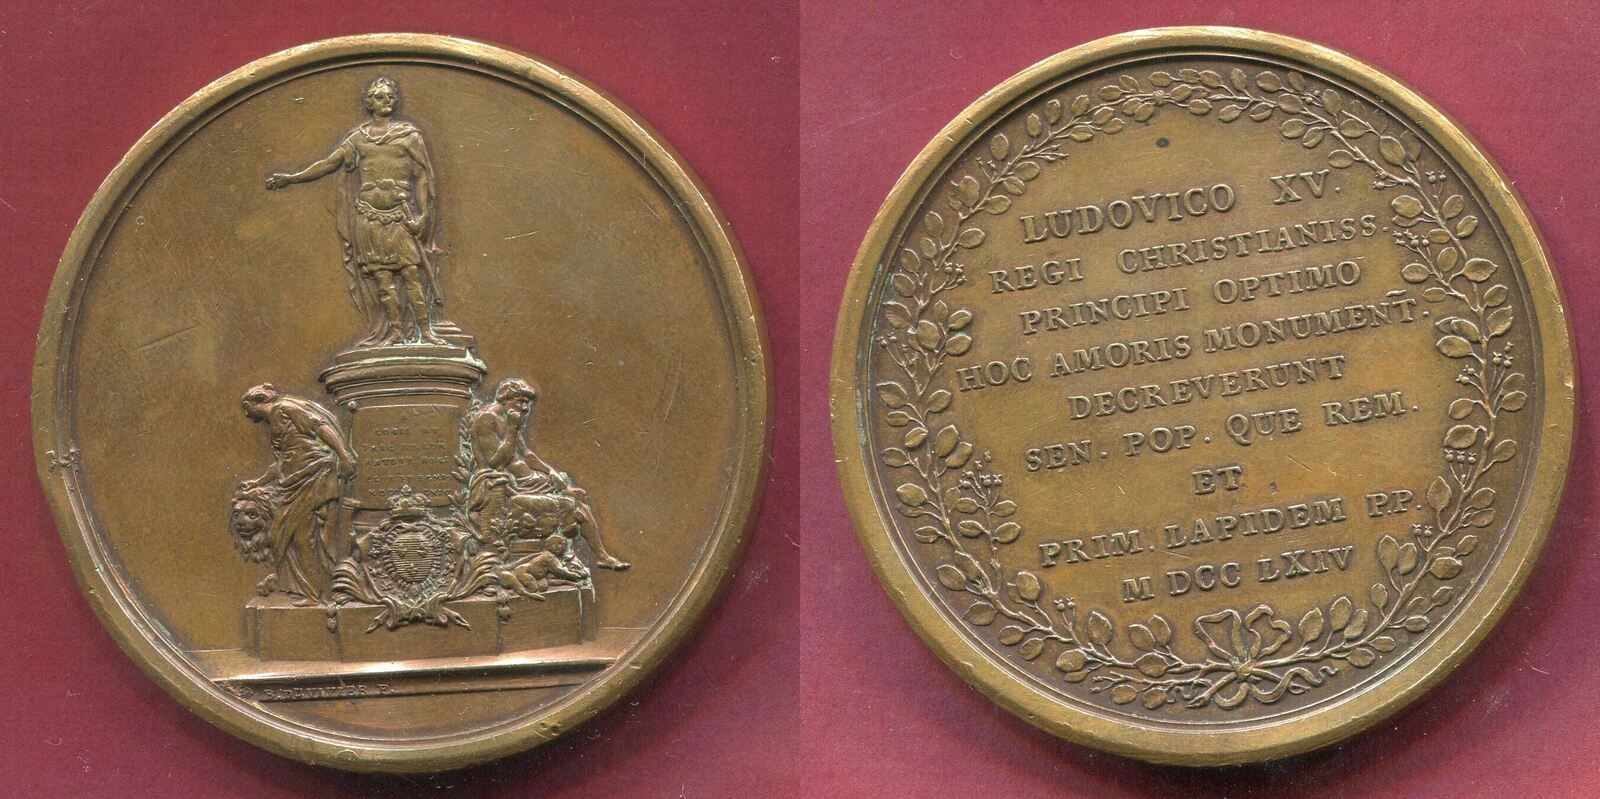 B. DUVIVIER F.
LUDOVICO XV.
REGI CHRISTIANISS.
PRINCIPI OPTIMO
HOC AMORIS MONUMENT.
DECREVERUNT
SEN. POP. QUE REM.
ET
PRIM. LAPIDEM PP.
M DCC LXIV